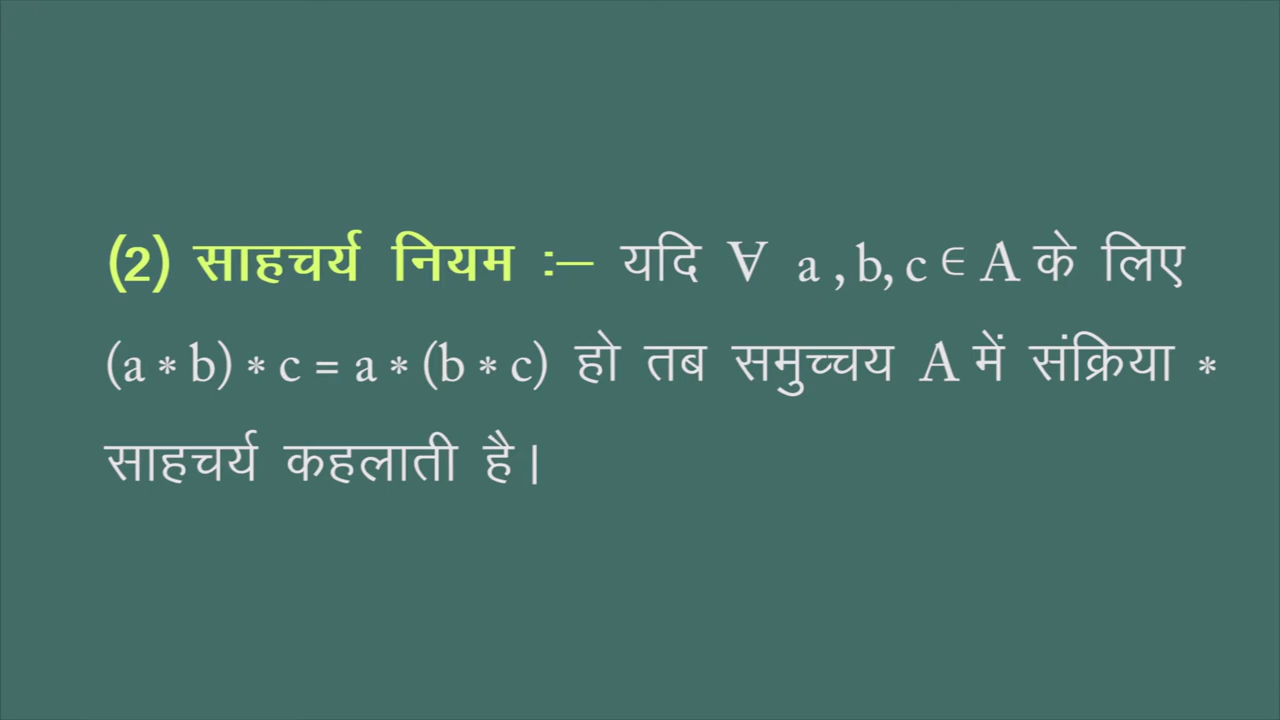 (2) साहचर्य नियम :– यदि ∀ a , b, c ∈ A के लिए
(a * b) * c = a * (b * c) हो तब समुच्चय A में संक्रिया *
साहचर्य कहलाती है।